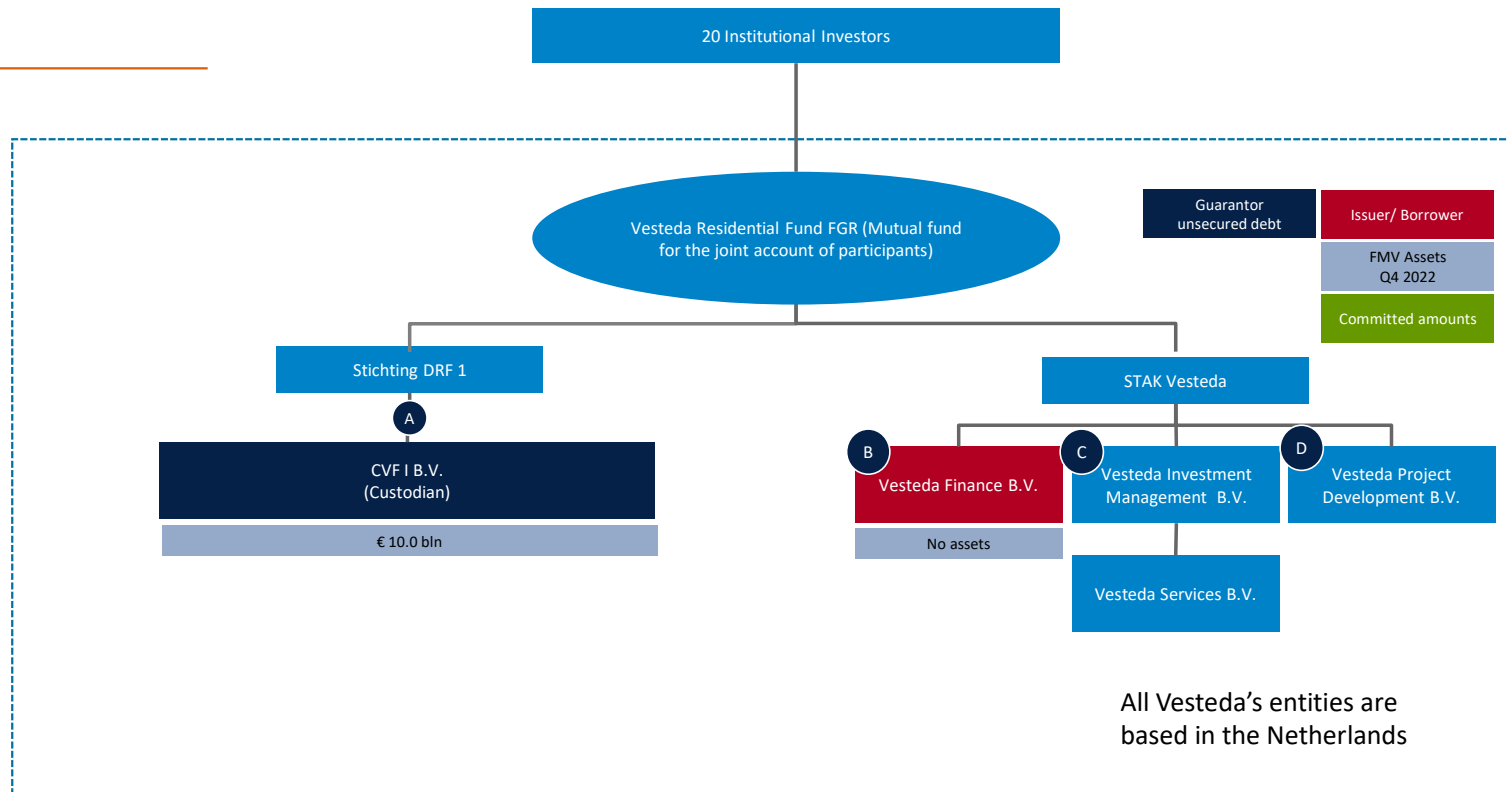 20 Institutional Investors
Vesteda Residential Fund FGR (Mutual fund
for the joint account of participants)
Guarantor
unsecured debt
Issuer/ Borrower
FMV Assets
Q4 2022
Committed amounts
Stichting DRF 1
STAK Vesteda
A
CVF I B.V.
(Custodian)
€ 10.0 bln
B
Vesteda Finance B.V.
No assets
C
Vesteda Investment
Management B.V.
D
Vesteda Project
Development B.V.
Vesteda Services B.V.
All Vesteda’s entities are
based in the Netherlands